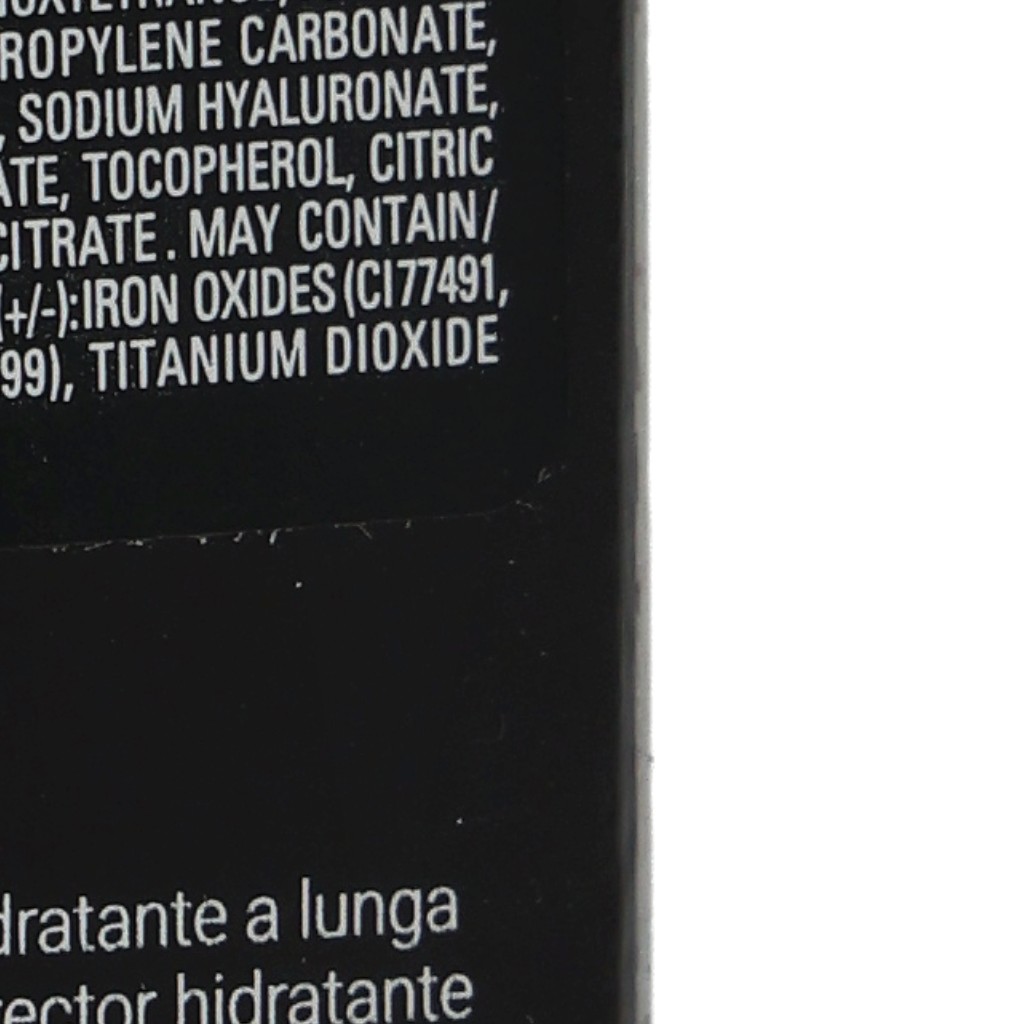 ROPYLENE CARBONATE,
, SODIUM HYALURONATE,
ATE, TOCOPHEROL, CITRIC
CITRATE. MAY CONTAIN/
(+/-):IRON OXIDES (CI77491,
99), TITANIUM DIOXIDE
dratante a lunga
rector hidratante